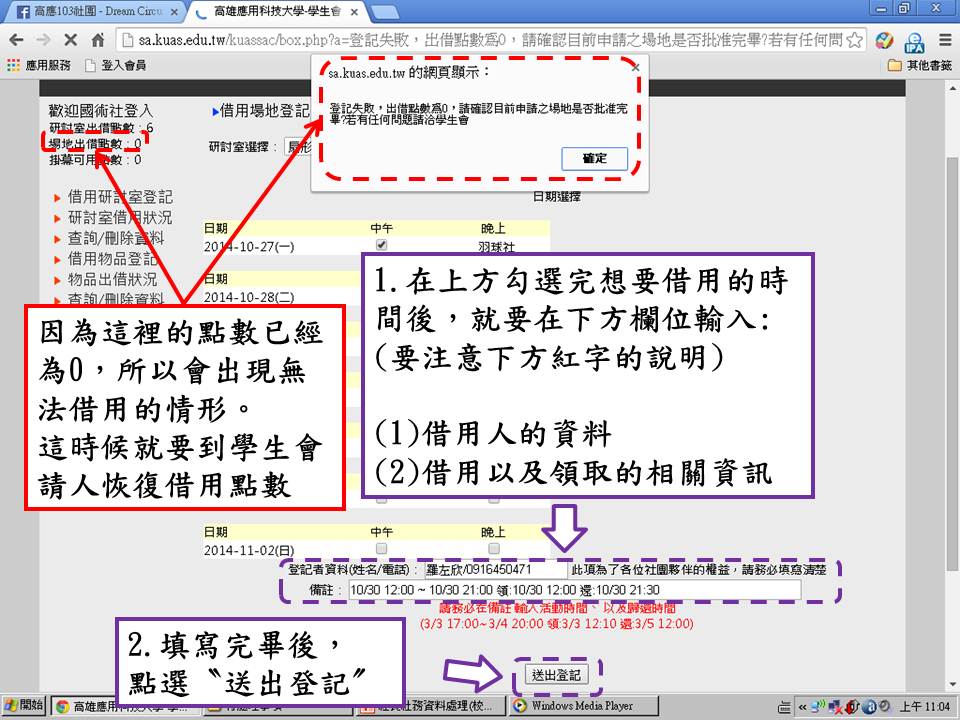 高應103社團 - Dream Circu
高雄應用科技大學-學生會
sa.kuas.edu.tw/kuassac/box.php?a=登記失敗，出借點數為0，請確認目前申請之場地是否批准完畢?若有任何問
應用服務
登入會員
其他書籤
sa.kuas.edu.tw 的網頁顯示：
登記失敗，出借點數為0，請確認目前申請之場地是否批准完
畢?若有任何問題請洽學生會
確定
歡迎國術社登入
研討室出借點數：6
場地出借點數：0
掛幕可用點數：0
▶借用場地登記
研討室選擇：
日期選擇
借用研討室登記
研討室借用狀況
查詢/刪除資料
借用物品登記
物品出借狀況
查詢/刪除資料
日期 中午 晚上
2014-10-27(一) 羽球社
日期
2014-10-28(二)
因為這裡的點數已經
為0，所以會出現無
法借用的情形。
這時候就要到學生會
請人恢復借用點數
1.在上方勾選完想要借用的時
間後，就要在下方欄位輸入:
(要注意下方紅字的說明)
(1)借用人的資料
(2)借用以及領取的相關資訊
日期 中午 晚上
2014-11-02(日)
登記者資料(姓名/電話)： 羅左欣/0916450471 此項為了各位社團夥伴的權益，請務必填寫清楚
備註： 10/30 12:00 ~ 10/30 21:00 領:10/30 12:00 還:10/30 21:30
請務必在備註 輸入活動時間、 以及歸還時間
(3/3 17:00~3/4 20:00 領:3/3 12:10 還:3/5 12:00)
2.填寫完畢後，
點選〝送出登記〞
送出登記
開始
Windows Media Player
上午 11:04